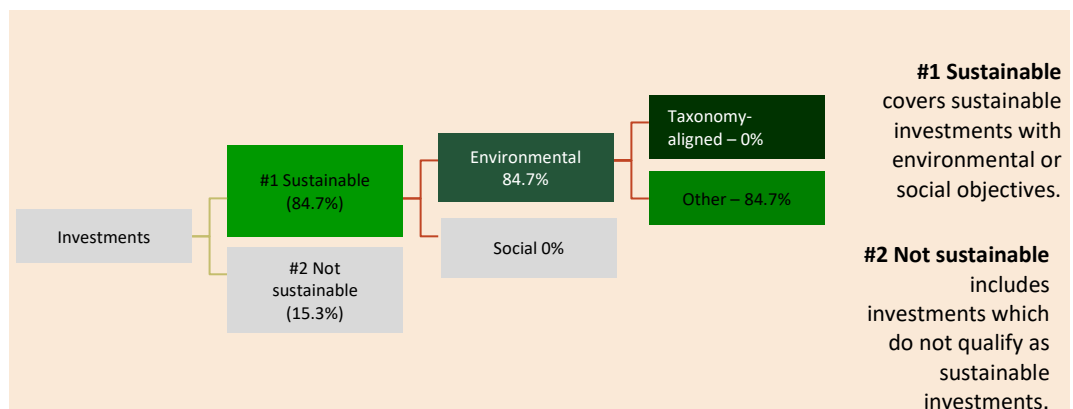 Investments
#1 Sustainable
(84.7%)
#2 Not
sustainable
(15.3%)
Environmental
84.7%
Social 0%
Taxonomy-
aligned – 0%
Other – 84.7%
#1 Sustainable
covers sustainable
investments with
environmental or
social objectives.
#2 Not sustainable
includes
investments which
do not qualify as
sustainable
investments.